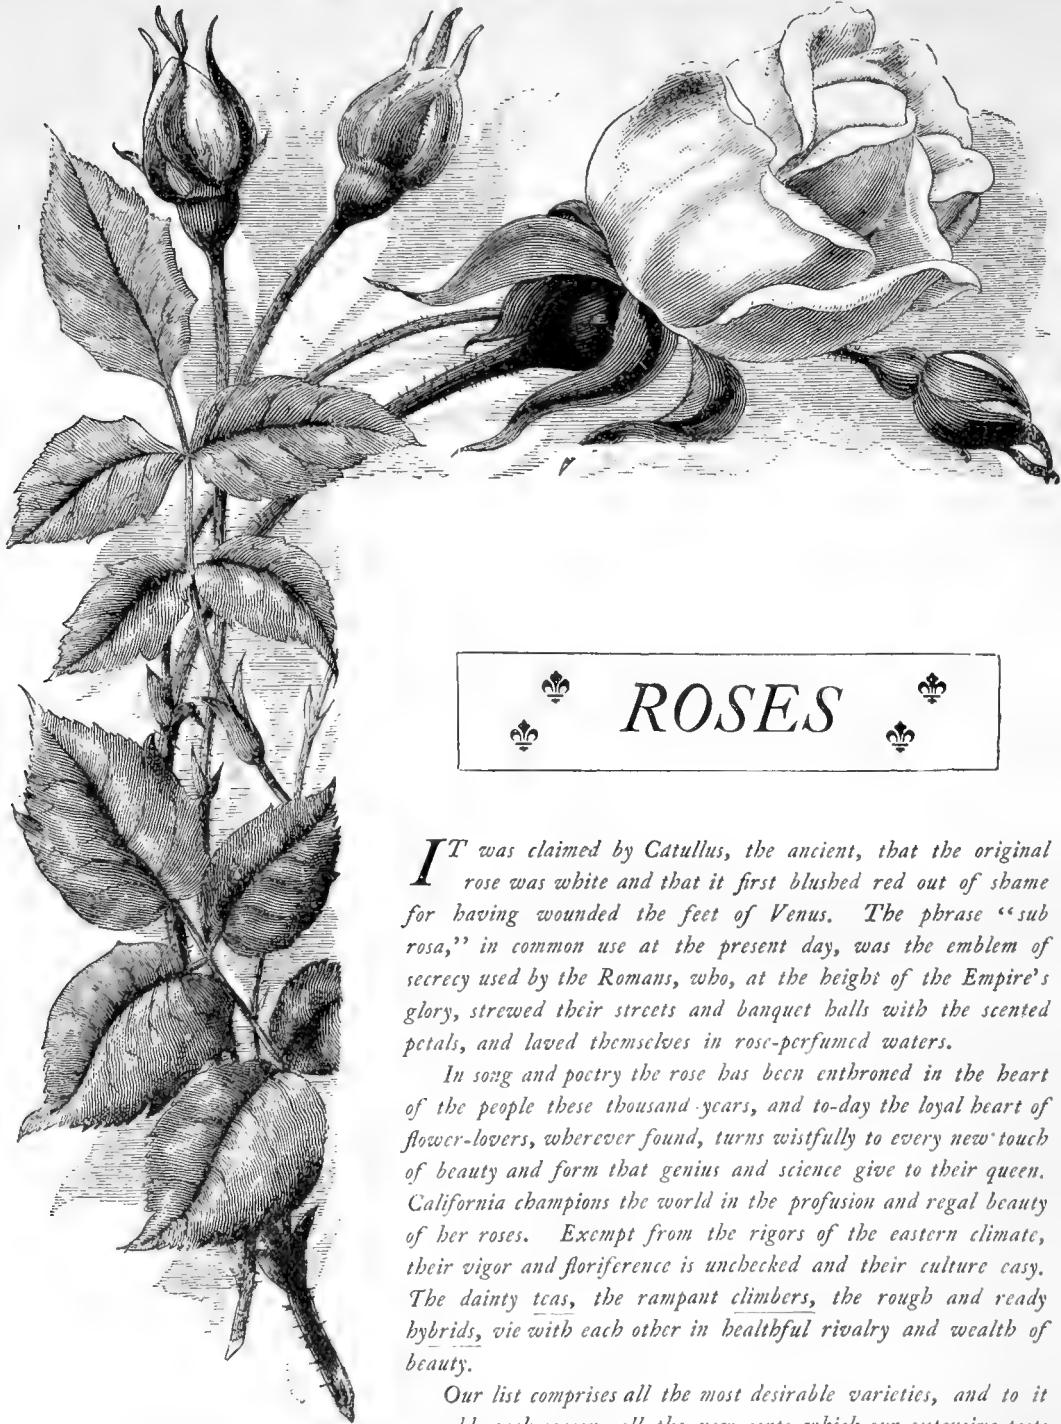 ROSES
IT was claimed by Catullus, the ancient, that the original
rose was white and that it first blushed red out of shame
for having wounded the feet of Venus. The phrase “sub
rosa,” in common use at the present day, was the emblem of
secrecy used by the Romans, who, at the height of the Empire's
glory, strewed their streets and banquet halls with the scented
petals, and laved themselves in rose-perfumed waters.
In song and poetry the rose has been enthroned in the heart
of the people these thousand years, and to-day the loyal heart of
flower-lovers, wherever found, turns wistfully to every new touch
of beauty and form that genius and science give to their queen.
California champions the world in the profusion and regal beauty
of her roses. Exempt from the rigors of the eastern climate,
their vigor and floriference is unchecked and their culture easy.
The dainty teas, the rampant climbers, the rough and ready
hybrids, vie with each other in healthful rivalry and wealth of
beauty.
Our list comprises all the most desirable varieties, and to it